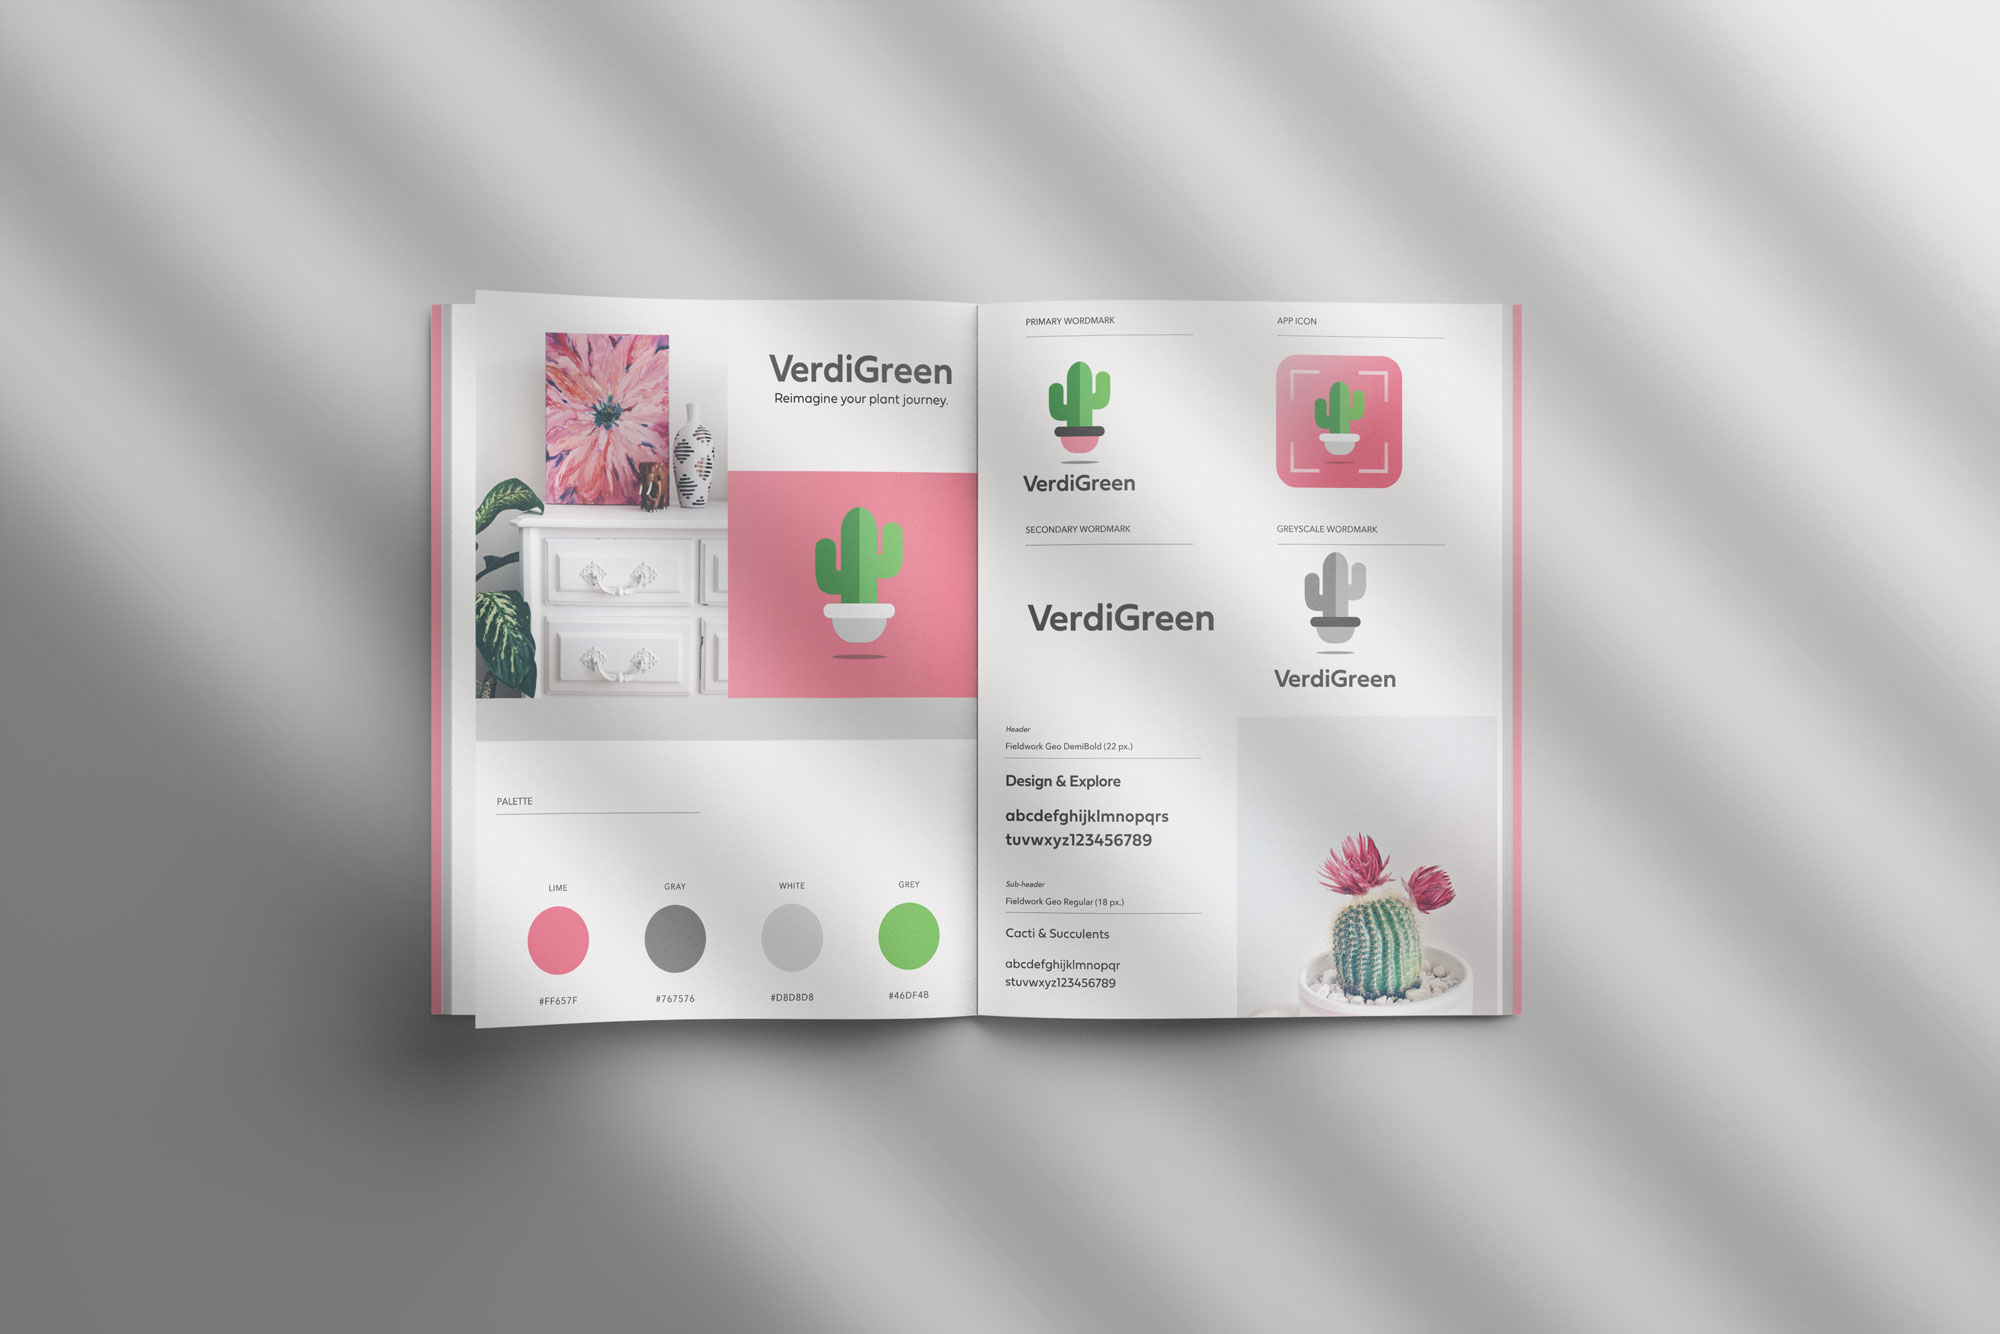 VerdiGreen
Reimagine your plant journey.
PALETTE
LIME
GRAY
WHITE
GREY
#FF657F
#767576
#D8D8D8
#46DF4B
PRIMARY WORDMARK
APP ICON
VerdiGreen
SECONDARY WORDMARK
GREYSCALE WORDMARK
VerdiGreen
VerdiGreen
Header
Fieldwork Geo DemiBold (22 px.)
Design & Explore
abcdefghijklmnopqrs
tuvwxyz123456789
Sub-header
Fieldwork Geo Regular (18 px.)
Cacti & Succulents
abcdefghijklmnopqr
stuvwxyz123456789